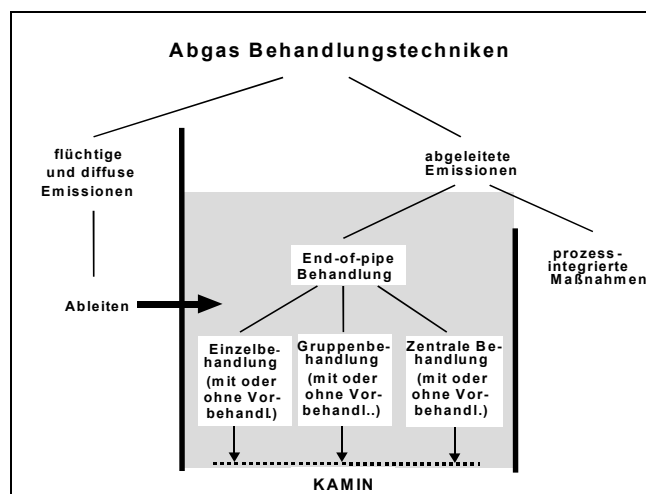 Abgas Behandlungstechniken
flüchtige
und diffuse
Emissionen
abgeleitete
Emissionen
End-of-pipe
Behandlung
prozess-
integrierte
Maßnahmen
Ableiten
Einzelbe-
handlung
(mit oder
ohne Vor-
behandl.)
Gruppenbe-
handlung
(mit oder
ohne Vor-
behandl..)
Zentrale Be-
handlung
(mit oder
ohne Vor-
behandl.)
KAMIN